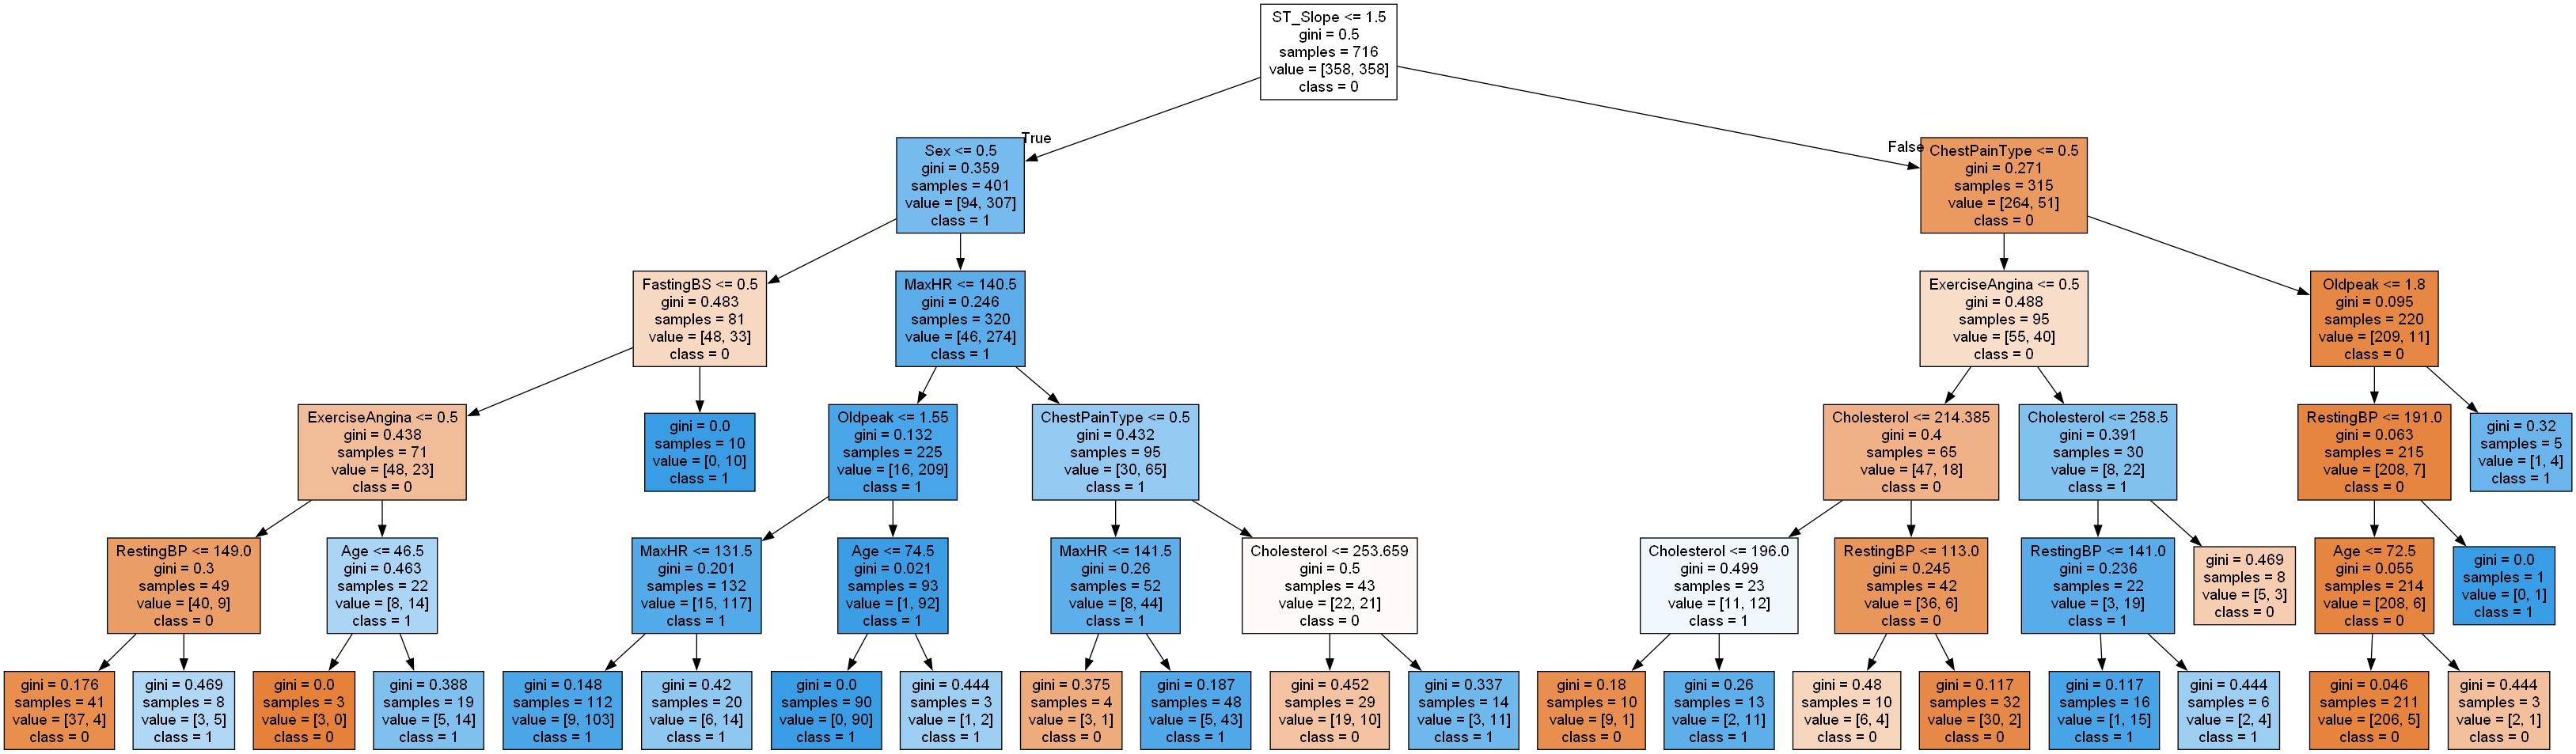 ST_Slope <= 1.5
gini = 0.5
samples = 716
value = [358, 358]
class = 0
True
False
Sex <= 0.5
gini = 0.359
samples = 401
value = [94, 307]
class = 1
ChestPainType <= 0.5
gini = 0.271
samples = 315
value = [264, 51]
class = 0
FastingBS <= 0.5
gini = 0.483
samples = 81
value = [48, 33]
class = 0
MaxHR <= 140.5
gini = 0.246
samples = 320
value = [46, 274]
class = 1
ExerciseAngina <= 0.5
gini = 0.488
samples = 95
value = [55, 40]
class = 0
Oldpeak <= 1.8
gini = 0.095
samples = 220
value = [209, 11]
class = 0
ExerciseAngina <= 0.5
gini = 0.438
samples = 71
value = [48, 23]
class = 0
gini = 0.0
samples = 10
value = [0, 10]
class = 1
Oldpeak <= 1.55
gini = 0.132
samples = 225
value = [16, 209]
class = 1
ChestPainType <= 0.5
gini = 0.432
samples = 95
value = [30, 65]
class = 1
Cholesterol <= 214.385
gini = 0.4
samples = 65
value = [47, 18]
class = 0
Cholesterol <= 258.5
gini = 0.391
samples = 30
value = [8, 22]
class = 1
RestingBP <= 191.0
gini = 0.063
samples = 215
value = [208, 7]
class = 0
gini = 0.32
samples = 5
value = [1, 4]
class = 1
RestingBP <= 149.0
gini = 0.3
samples = 49
value = [40, 9]
class = 0
Age <= 46.5
gini = 0.463
samples = 22
value = [8, 14]
class = 1
MaxHR <= 131.5
gini = 0.201
samples = 132
value = [15, 117]
class = 1
Age <= 74.5
gini = 0.021
samples = 93
value = [1, 92]
class = 1
MaxHR <= 141.5
gini = 0.26
samples = 52
value = [8, 44]
class = 1
Cholesterol <= 253.659
gini = 0.5
samples = 43
value = [22, 21]
class = 0
Cholesterol <= 196.0
gini = 0.499
samples = 23
value = [11, 12]
class = 1
RestingBP <= 113.0
gini = 0.245
samples = 42
value = [36, 6]
class = 0
RestingBP <= 141.0
gini = 0.236
samples = 22
value = [3, 19]
class = 1
gini = 0.469
samples = 8
value = [5, 3]
class = 0
Age <= 72.5
gini = 0.055
samples = 214
value = [208, 6]
class = 0
gini = 0.0
samples = 1
value = [0, 1]
class = 1
gini = 0.176
samples = 41
value = [37, 4]
class = 0
gini = 0.469
samples = 8
value = [3, 5]
class = 1
gini = 0.0
samples = 3
value = [3, 0]
class = 0
gini = 0.388
samples = 19
value = [5, 14]
class = 1
gini = 0.148
samples = 112
value = [9, 103]
class = 1
gini = 0.42
samples = 20
value = [6, 14]
class = 1
gini = 0.0
samples = 90
value = [0, 90]
class = 1
gini = 0.444
samples = 3
value = [1, 2]
class = 1
gini = 0.375
samples = 4
value = [3, 1]
class = 0
gini = 0.187
samples = 48
value = [5, 43]
class = 1
gini = 0.452
samples = 29
value = [19, 10]
class = 0
gini = 0.337
samples = 14
value = [3, 11]
class = 1
gini = 0.18
samples = 10
value = [9, 1]
class = 0
gini = 0.26
samples = 13
value = [2, 11]
class = 1
gini = 0.48
samples = 10
value = [6, 4]
class = 0
gini = 0.117
samples = 32
value = [30, 2]
class = 0
gini = 0.117
samples = 16
value = [1, 15]
class = 1
gini = 0.444
samples = 6
value = [2, 4]
class = 1
gini = 0.046
samples = 211
value = [206, 5]
class = 0
gini = 0.444
samples = 3
value = [2, 1]
class = 0